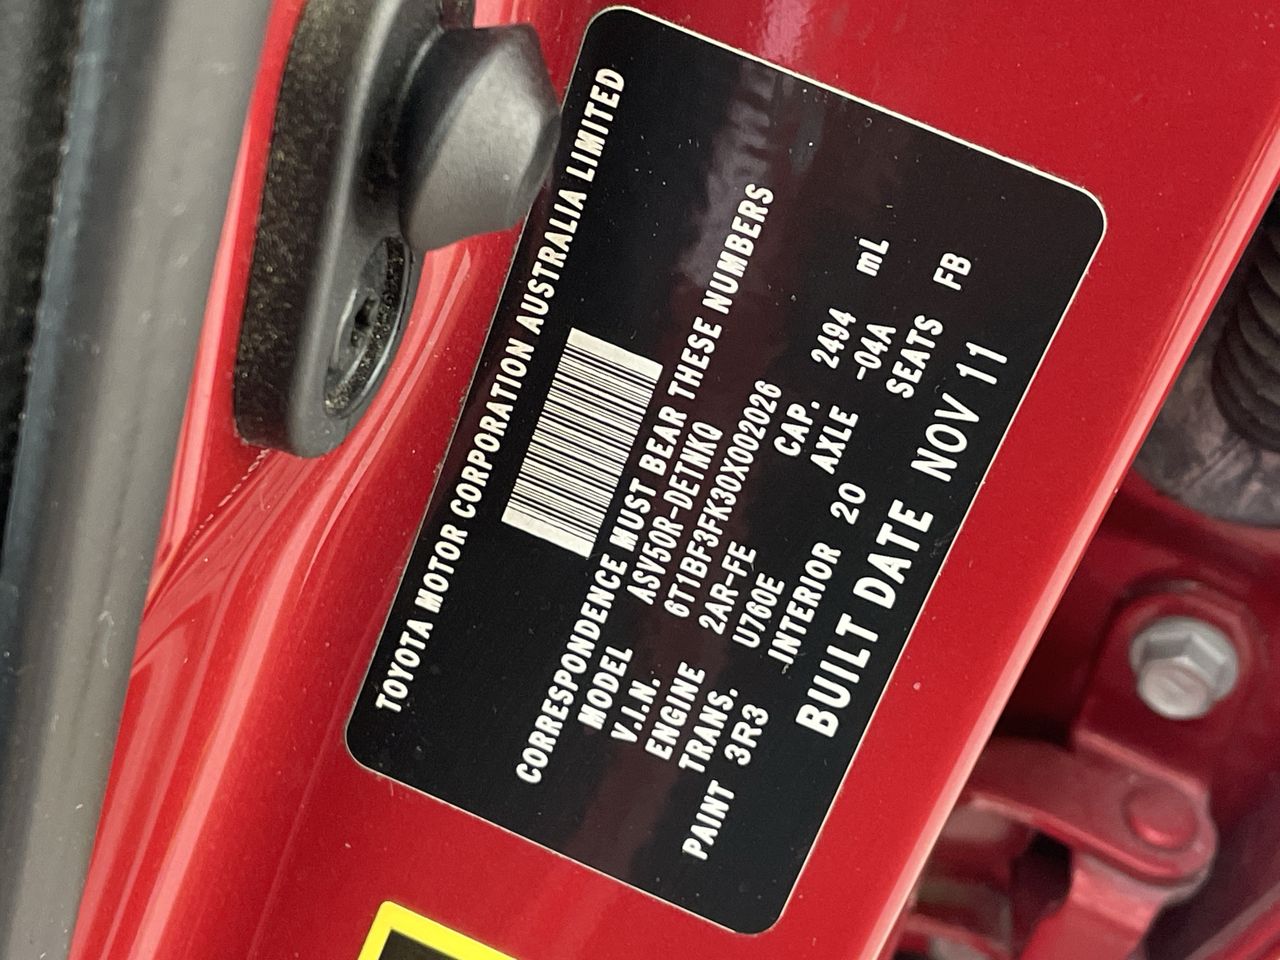 TOYOTA MOTOR CORPORATION AUSTRALIA LIMITED
CORRESPONDENCE MUST BEAR THESE NUMBERS
MODEL ASV50R-DETNKQ
V.I.N. 6T1BF3FK30X002026
ENGINE 2AR-FE CAP. 2494 mL
TRANS. U760E AXLE -04A
PAINT 3R3 INTERIOR 20 SEATS FB
BUILT DATE NOV 11